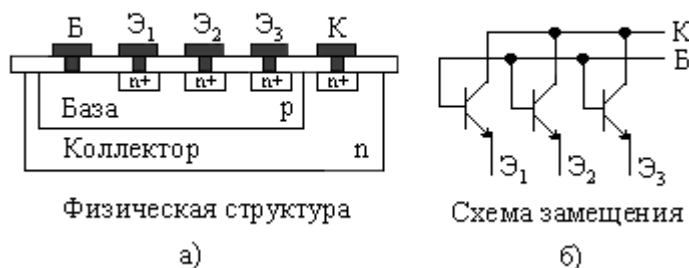 Б Э₁ Э₂ Э₃ К
n+ n+ n+ n+
База p
Коллектор n
Физическая структура
а)
К
Б
Э₁ Э₂ Э₃
Схема замещения
б)